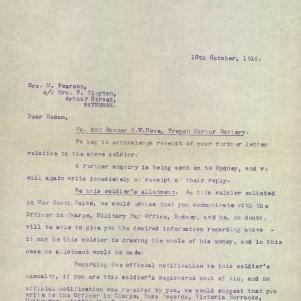 10th October, 1916.
Mrs. M. Pearson,
c/o Mrs. F. Clayton,
Arthur Street,
PAYNEHAM.
Dear Madam,
Re. Gunner E.V.Dove, Trench Mortar Battery.
We beg to acknowledge receipt of your further letter
relative to the above soldier.
A further enquiry is being sent on to Sydney, and we
will again write immediately on receipt of their reply.
Re this soldier's allotment. As this soldier enlisted
in New South Wales, we would advise that you communicate with the
Officer in Charge, Military Pay Office, Sydney, and he, no doubt,
will be able to give you the desired information regarding above -
it may be this soldier is drawing the whole of his money, and in this
case no allotment would be made.
Regarding the official notification re this soldier's
casualty, if you are this soldier's registered next of kin, and no
official notification was received by you, we would suggest that you
write to the Officer in Charge, Base Records, Victoria Barracks,